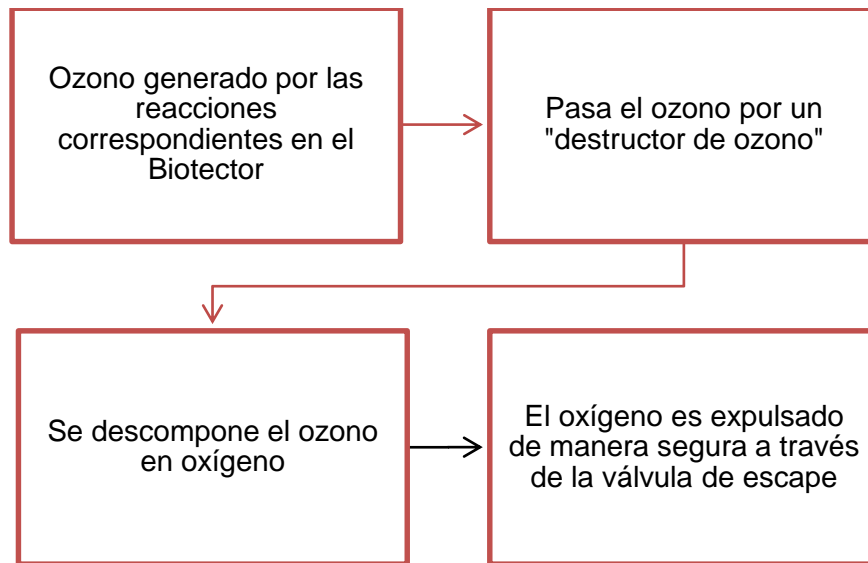 Ozono generado por las
reacciones
correspondientes en el
Biotector
Pasa el ozono por un
"destructor de ozono"
Se descompone el ozono
en oxígeno
El oxígeno es expulsado
de manera segura a través
de la válvula de escape